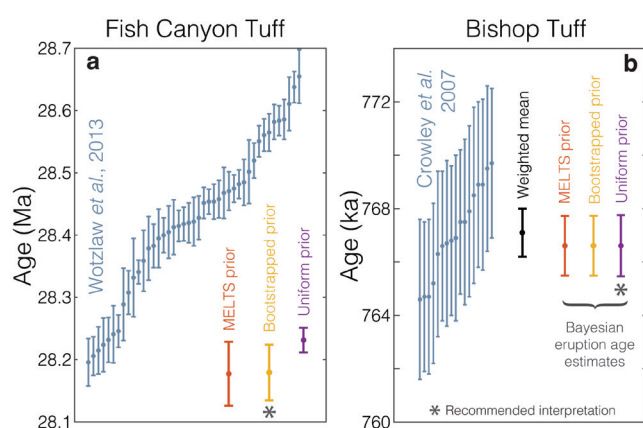 Fish Canyon Tuff
a
28.7
28.6
28.5
28.4
28.3
28.2
28.1
Age (Ma)
Wotzlaw et al., 2013
MELTS prior
Bootstrapped prior
Uniform prior
*
Bishop Tuff
b
772
768
764
760
Age (ka)
Crowley et al.
2007
Weighted mean
MELTS prior
Bootstrapped prior
Uniform prior
*
Bayesian
eruption age
estimates
* Recommended interpretation